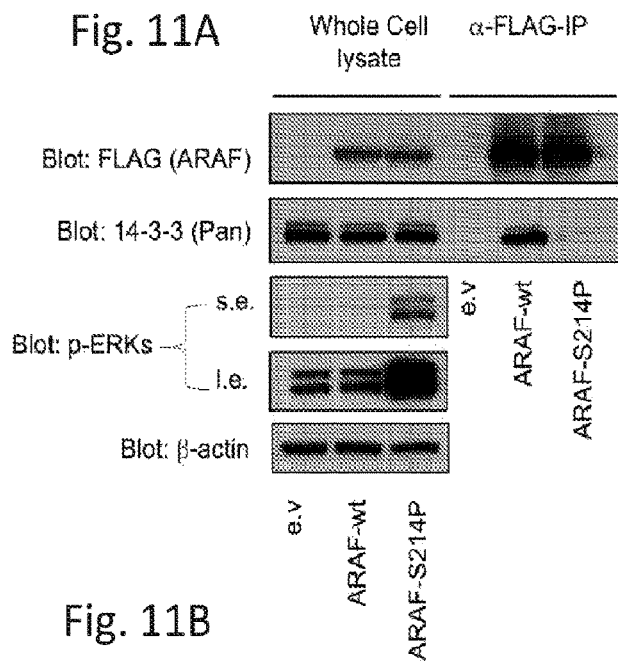 Fig. 11A
Whole Cell
lysate
α-FLAG-IP
Blot: FLAG (ARAF)
Blot: 14-3-3 (Pan)
s.e.
Blot: p-ERKs
l.e.
Blot: β-actin
e.v
ARAF-wt
ARAF-S214P
e.v
ARAF-wt
ARAF-S214P
Fig. 11B